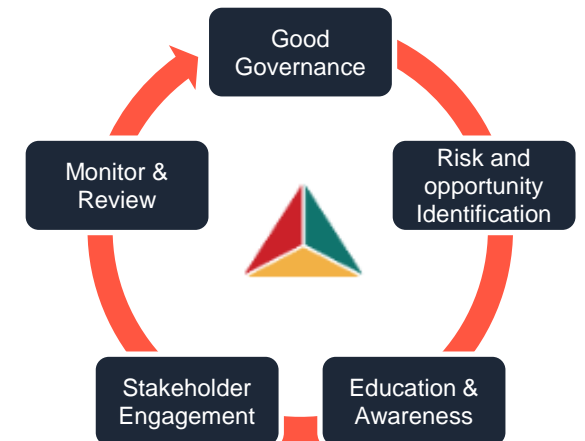 Good
Governance
Risk and
opportunity
Identification
Education &
Awareness
Stakeholder
Engagement
Monitor &
Review